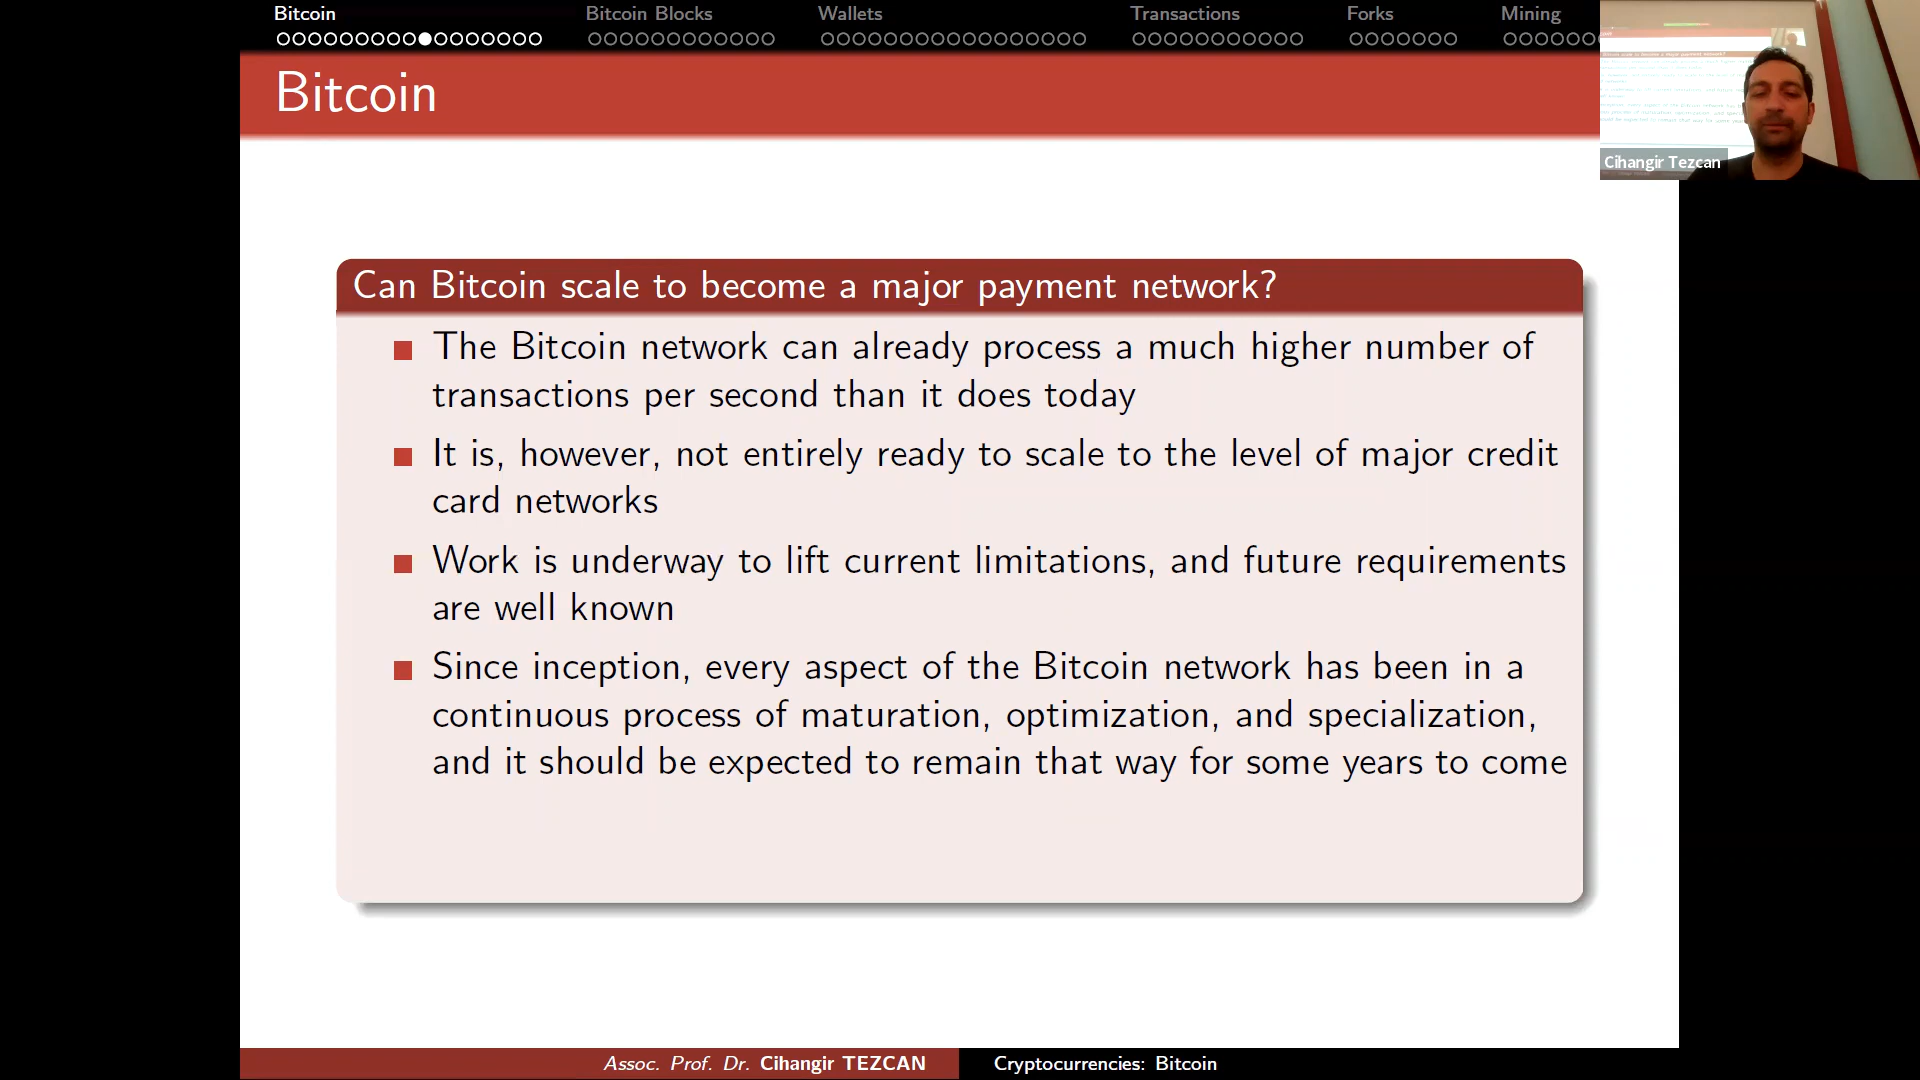 Bitcoin
Bitcoin Blocks
Wallets
Transactions
Forks
Mining
Bitcoin
Cihangir Tezcan
Can Bitcoin scale to become a major payment network?
The Bitcoin network can already process a much higher number of
transactions per second than it does today
It is, however, not entirely ready to scale to the level of major credit
card networks
Work is underway to lift current limitations, and future requirements
are well known
Since inception, every aspect of the Bitcoin network has been in a
continuous process of maturation, optimization, and specialization,
and it should be expected to remain that way for some years to come
Assoc. Prof. Dr. Cihangir TEZCAN
Cryptocurrencies: Bitcoin